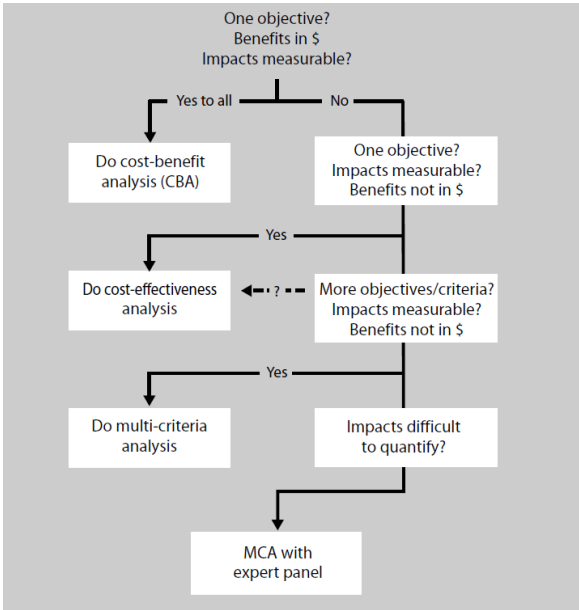 One objective?
Benefits in $
Impacts measurable?
Yes to all
No
Do cost-benefit
analysis (CBA)
One objective?
Impacts measurable?
Benefits not in $
Yes
Do cost-effectiveness
analysis
?
More objectives/criteria?
Impacts measurable?
Benefits not in $
Yes
Do multi-criteria
analysis
Impacts difficult
to quantify?
MCA with
expert panel